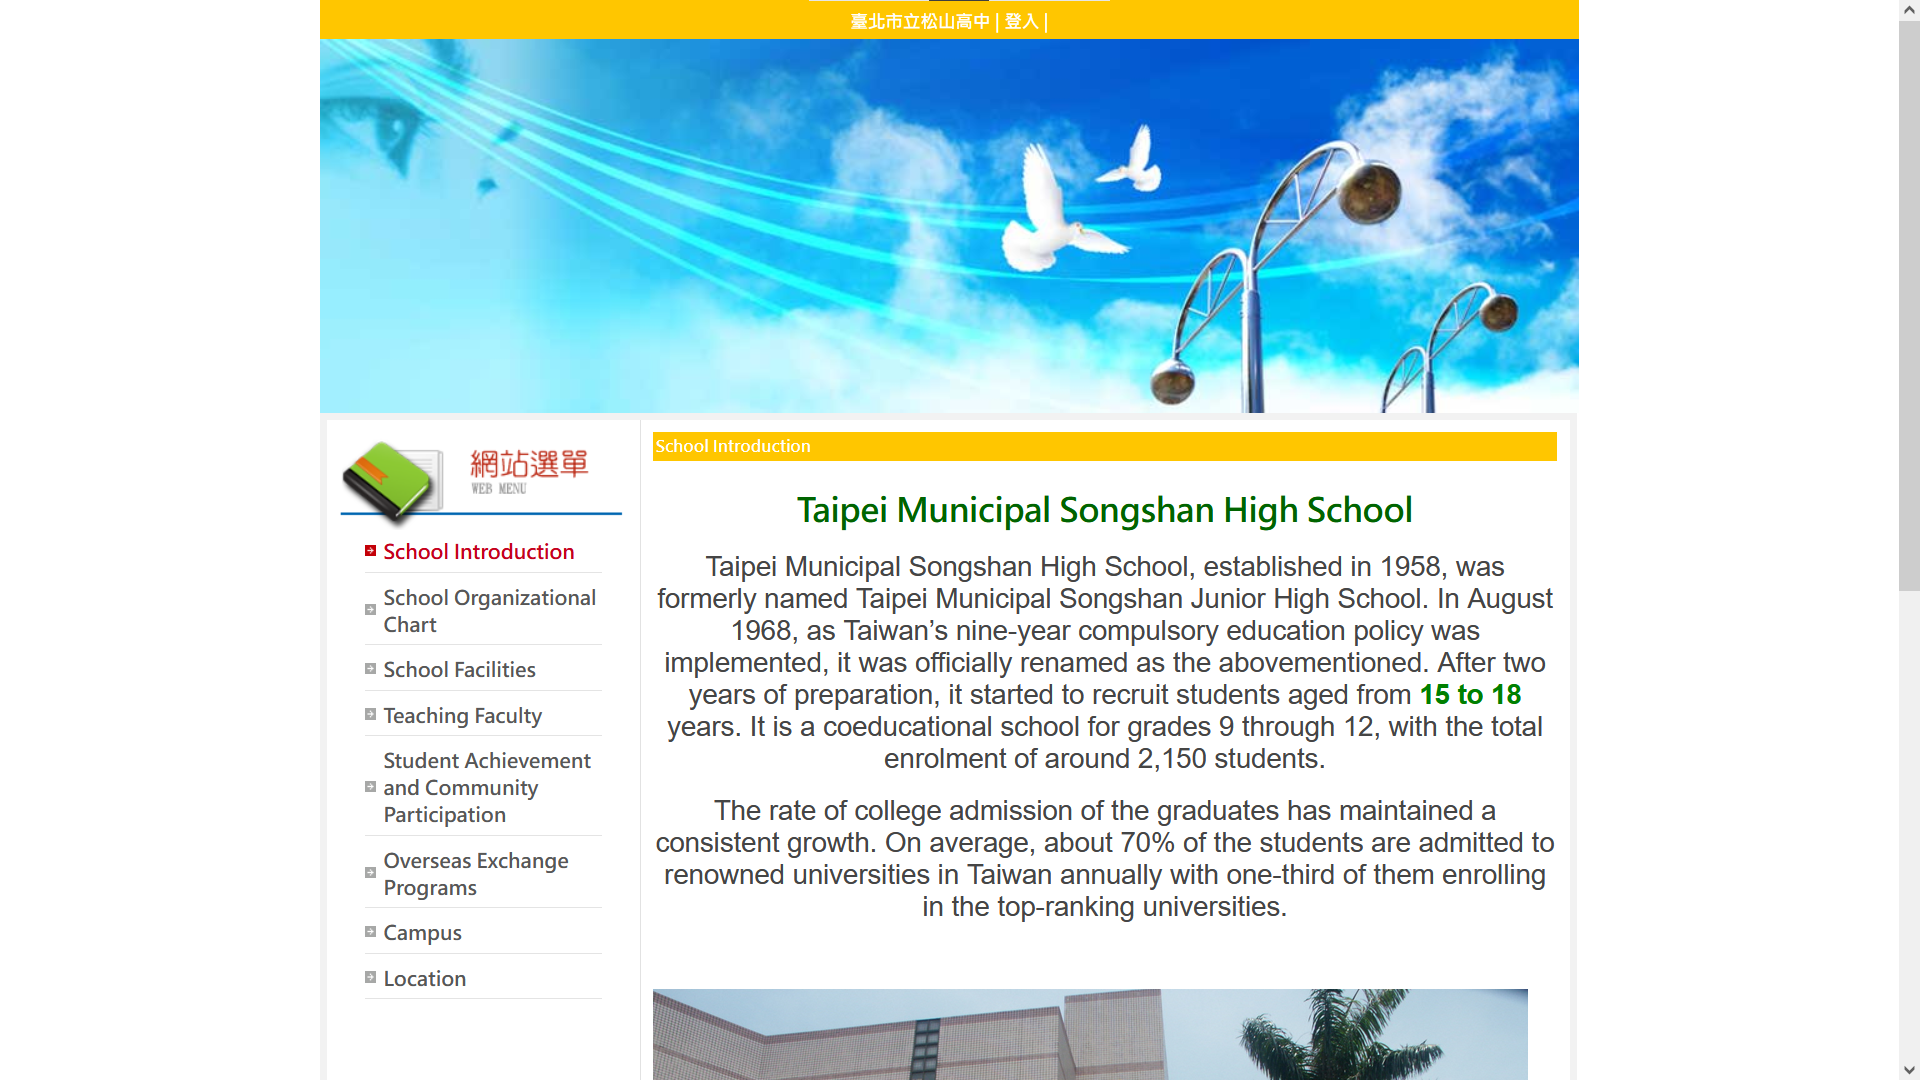 臺北市立松山高中 | 登入 |
網站選單
WEB MENU
School Introduction
School Organizational
Chart
School Facilities
Teaching Faculty
Student Achievement
and Community
Participation
Overseas Exchange
Programs
Campus
Location
School Introduction
Taipei Municipal Songshan High School
Taipei Municipal Songshan High School, established in 1958, was
formerly named Taipei Municipal Songshan Junior High School. In August
1968, as Taiwan’s nine-year compulsory education policy was
implemented, it was officially renamed as the abovementioned. After two
years of preparation, it started to recruit students aged from 15 to 18
years. It is a coeducational school for grades 9 through 12, with the total
enrolment of around 2,150 students.
The rate of college admission of the graduates has maintained a
consistent growth. On average, about 70% of the students are admitted to
renowned universities in Taiwan annually with one-third of them enrolling
in the top-ranking universities.